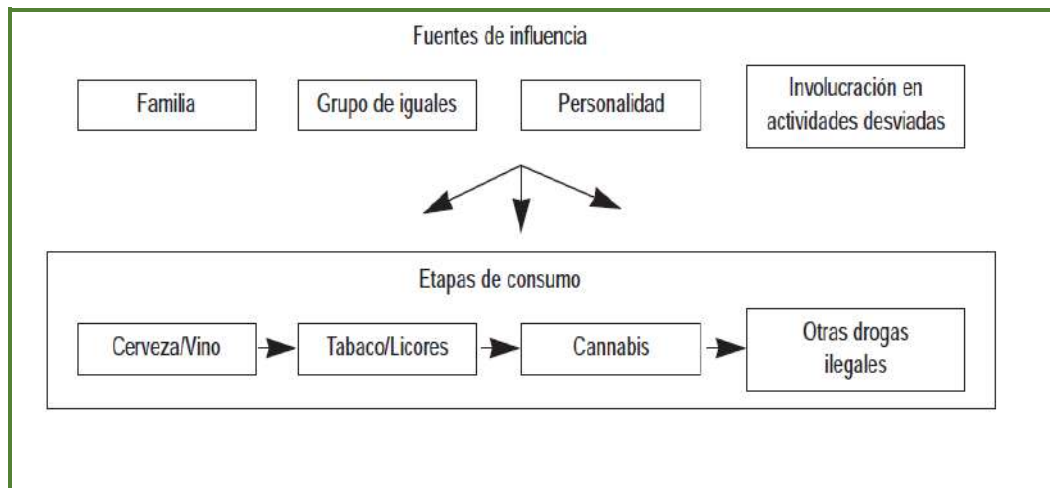 Fuentes de influencia
Familia
Grupo de iguales
Personalidad
Involucración en
actividades desviadas
Etapas de consumo
Cerveza/Vino
Tabaco/Licores
Cannabis
Otras drogas
ilegales